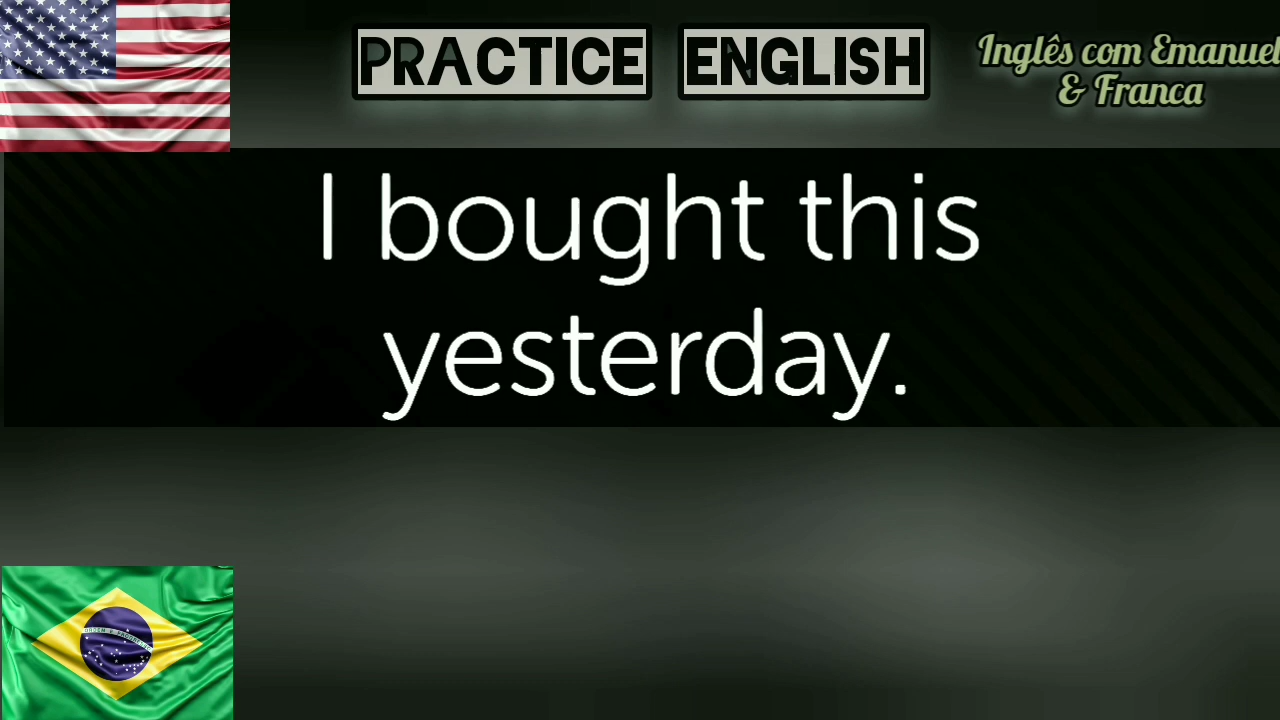 PRACTICE ENGLISH
Inglês com Emanuel
& Franca
I bought this
yesterday.